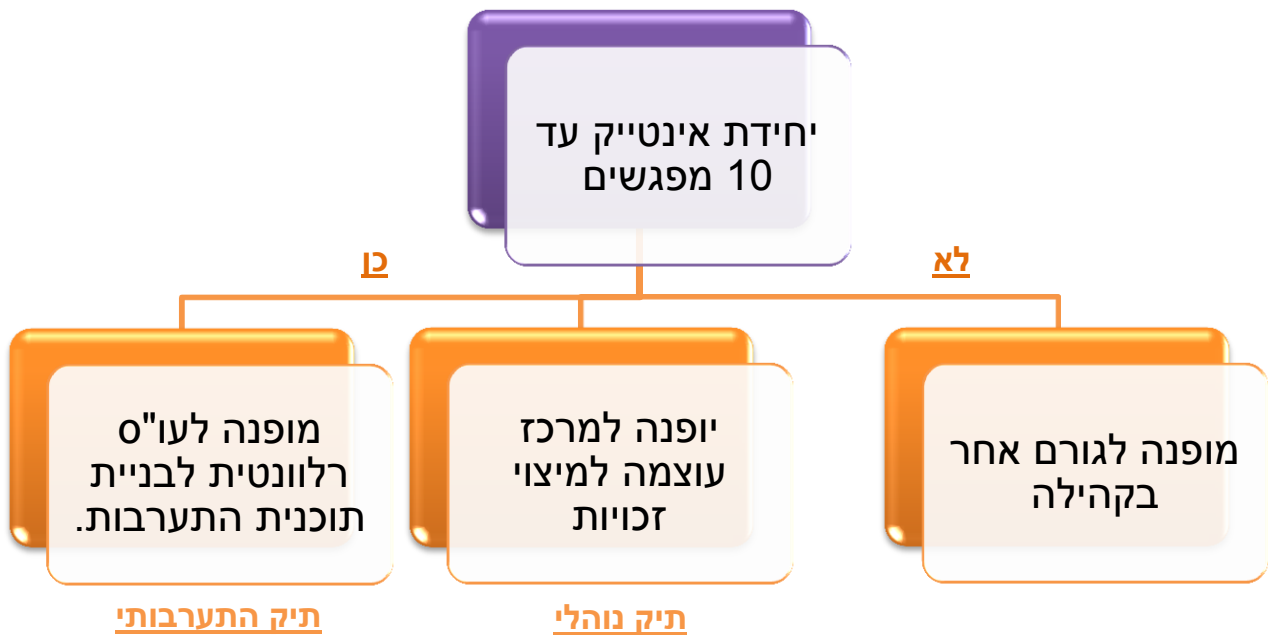 יחידת אינטייק עד
10 מפגשים
לא
כן
מופנה לגורם אחר
בקהילה
יופנה למרכז
עוצמה למיצוי
זכויות
תיק נוהלי
מופנה לעו"ס
רלוונטית לבניית
תוכנית התערבות.
תיק התערבותי